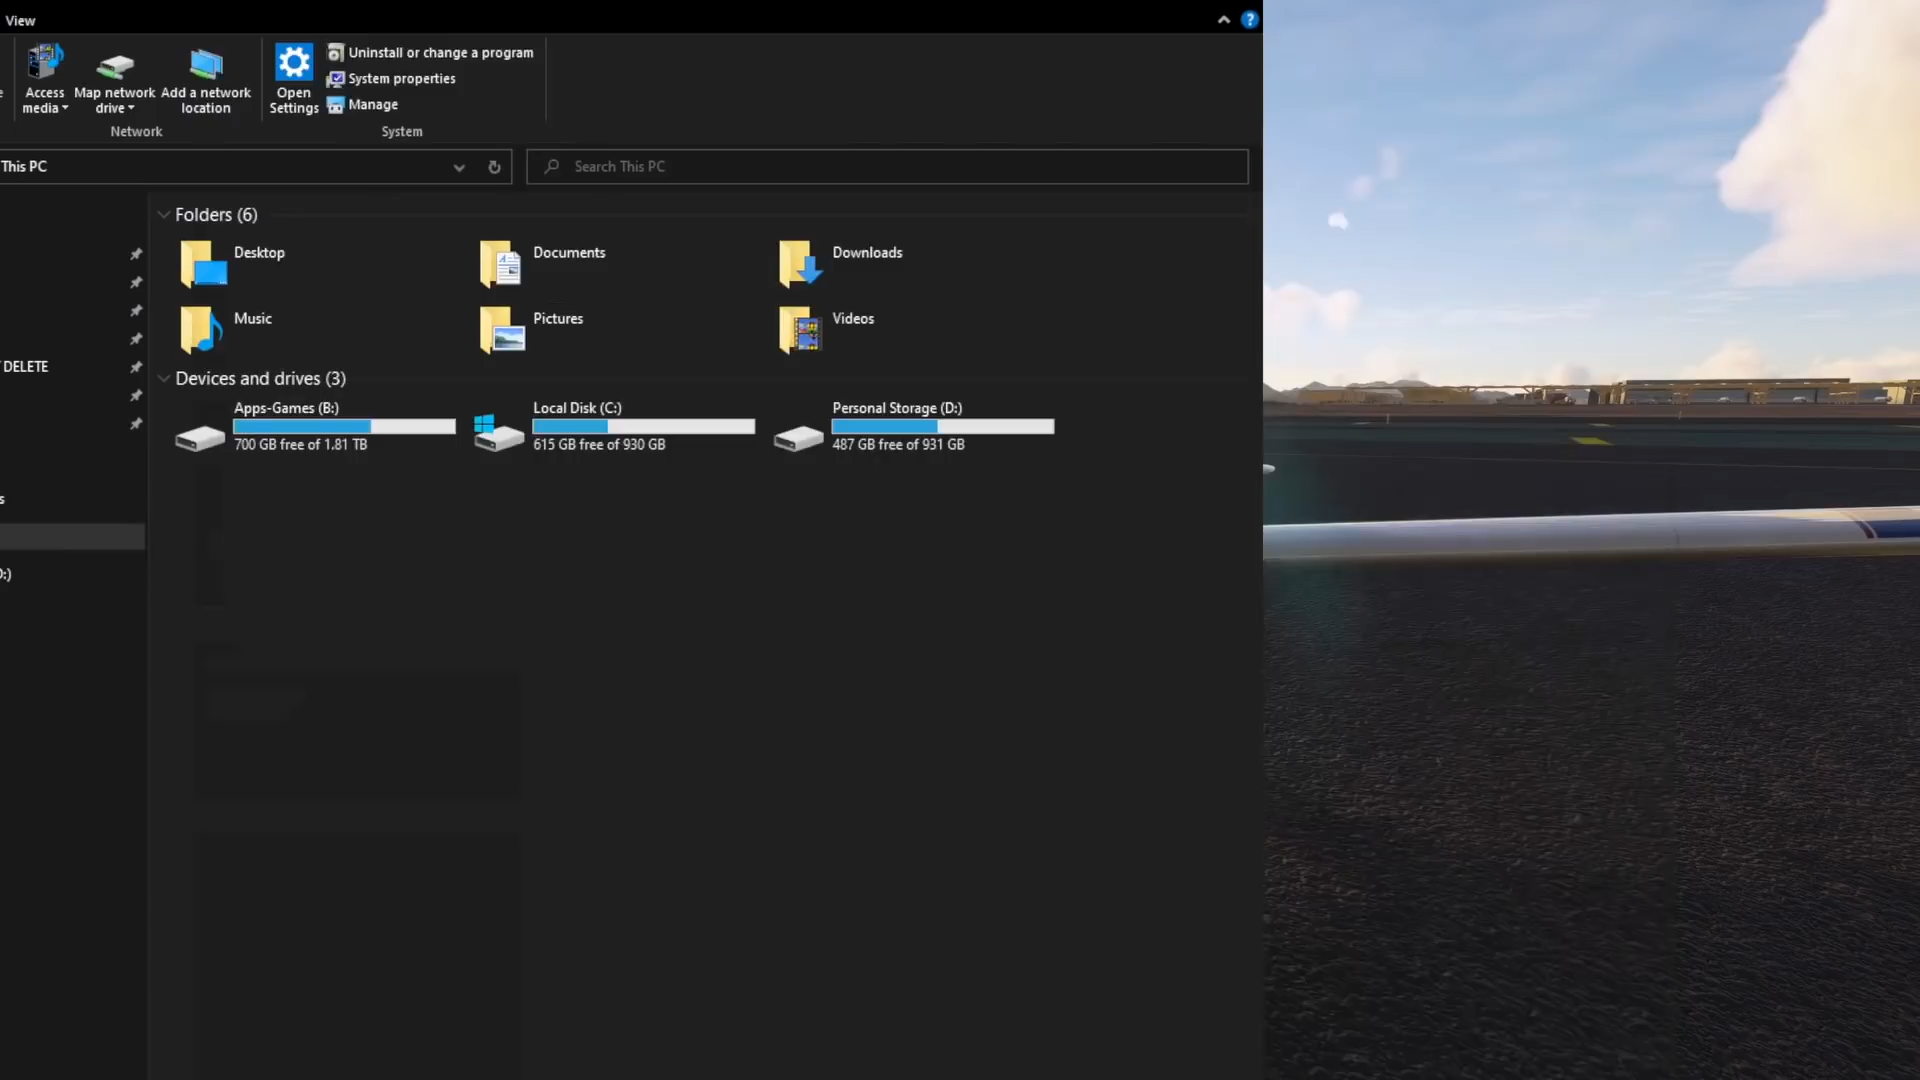 View
Access
media
Map network
drive
Add a network
location
Open
Settings
Uninstall or change a program
System properties
Manage
Network
System
This PC
Search This PC
Folders (6)
Desktop
Documents
Downloads
Music
Pictures
Videos
DELETE
Devices and drives (3)
Apps-Games (B:)
700 GB free of 1.81 TB
Local Disk (C:)
615 GB free of 930 GB
Personal Storage (D:)
487 GB free of 931 GB